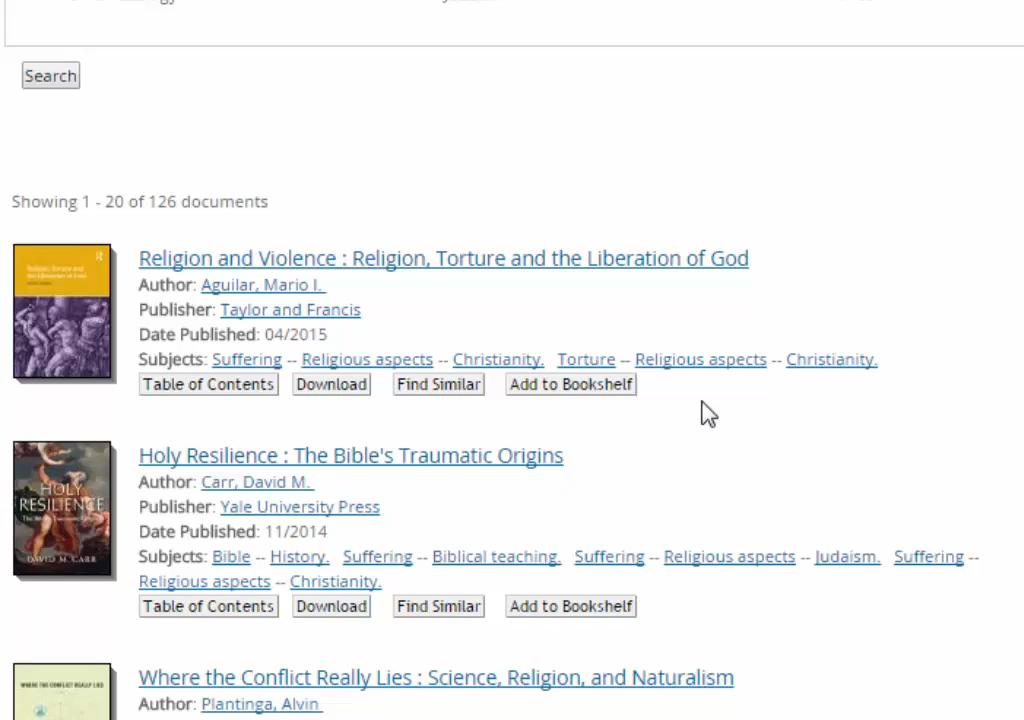 Search
Showing 1 - 20 of 126 documents
Religion and Violence : Religion, Torture and the Liberation of God
Author: Aguilar, Mario I.
Publisher: Taylor and Francis
Date Published: 04/2015
Subjects: Suffering -- Religious aspects -- Christianity. Torture -- Religious aspects -- Christianity.
Table of Contents Download Find Similar Add to Bookshelf
HOLY
RESILIENCE
DAVID M. CARR
Holy Resilience : The Bible's Traumatic Origins
Author: Carr, David M.
Publisher: Yale University Press
Date Published: 11/2014
Subjects: Bible -- History. Suffering -- Biblical teaching. Suffering -- Religious aspects -- Judaism. Suffering --
Religious aspects -- Christianity.
Table of Contents Download Find Similar Add to Bookshelf
WHERE THE CONFLICT REALLY LIES
Where the Conflict Really Lies : Science, Religion, and Naturalism
Author: Plantinga, Alvin